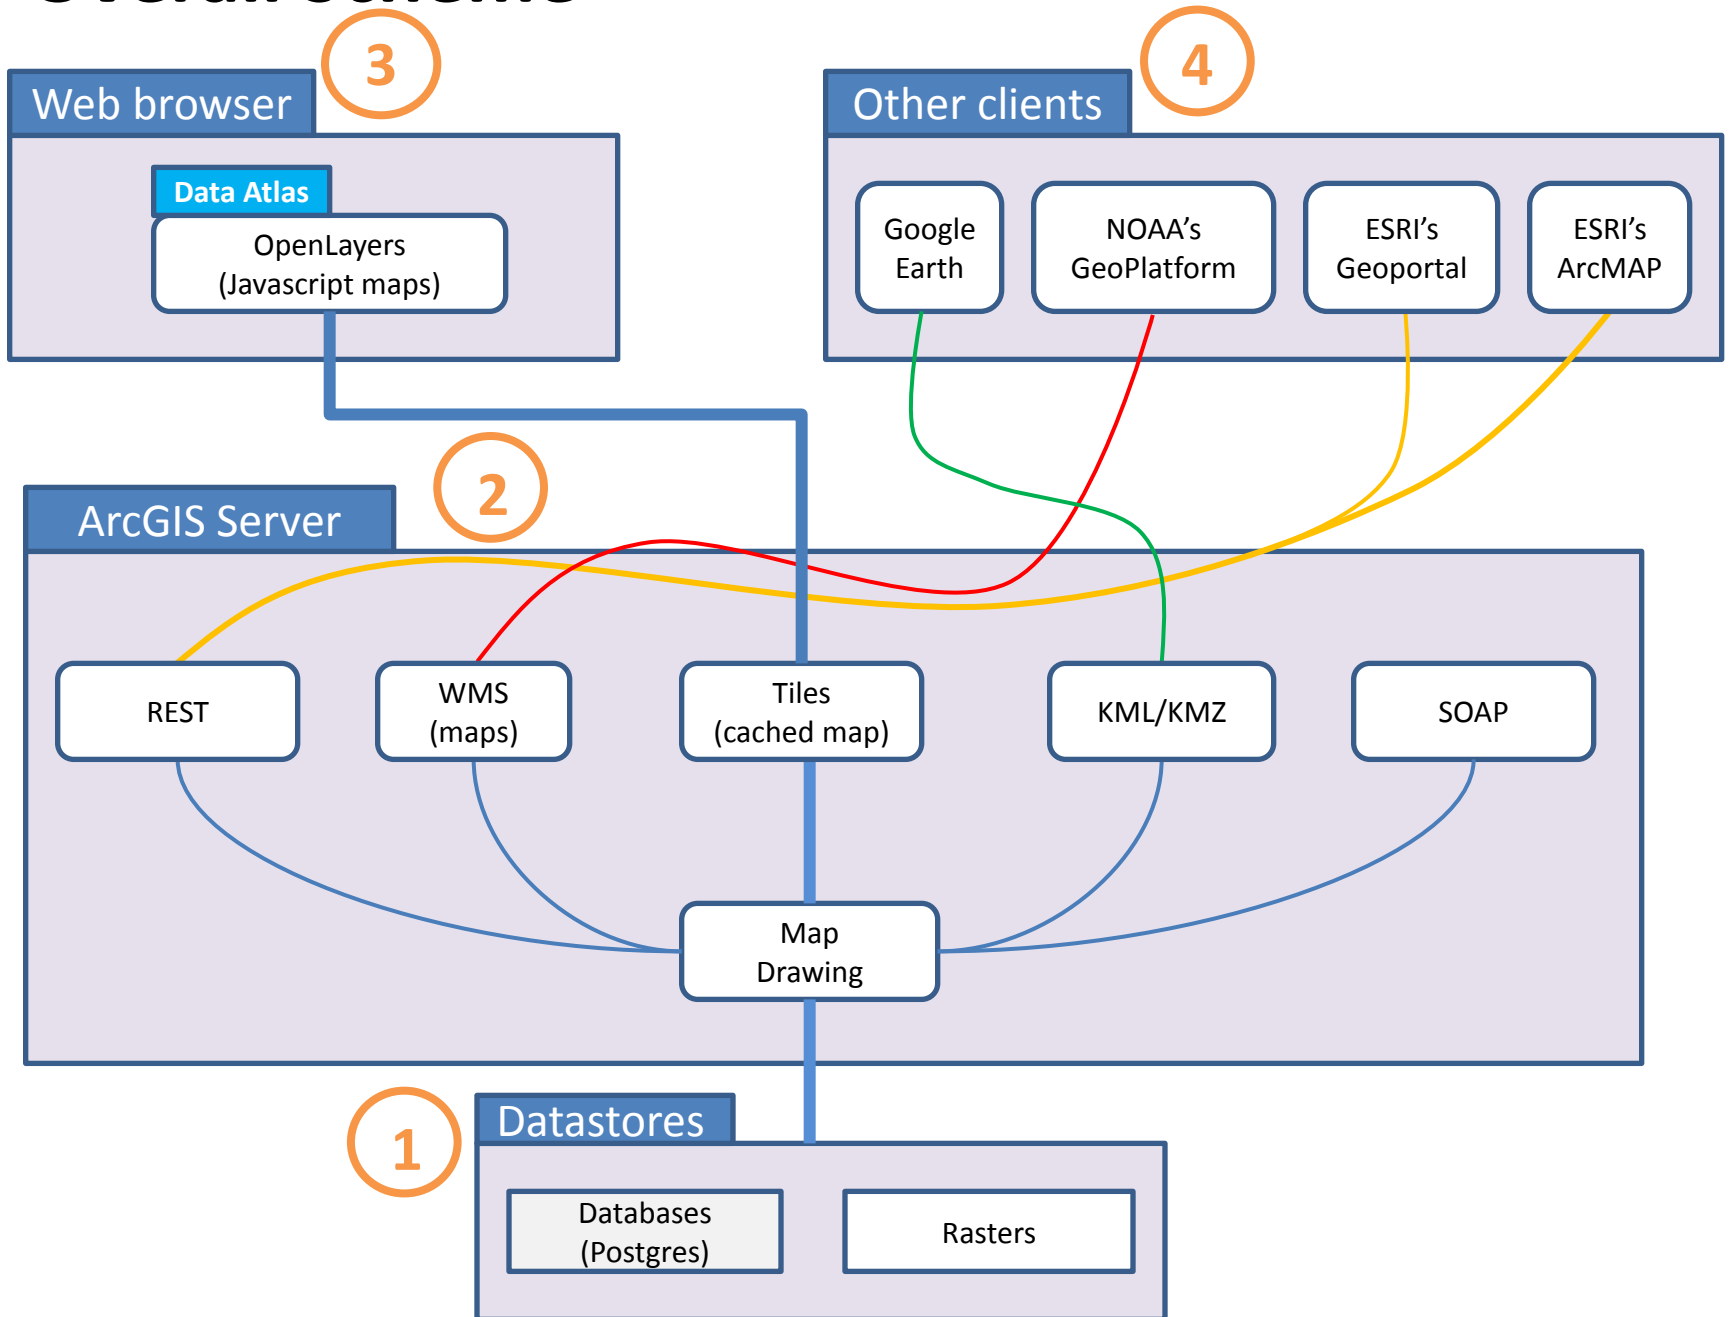 Overall scheme
3
4
Web browser
Other clients
Data Atlas
OpenLayers
(Javascript maps)
Google
Earth
NOAA’s
GeoPlatform
ESRI’s
Geoportal
ESRI’s
ArcMAP
2
ArcGIS Server
REST
WMS
(maps)
Tiles
(cached map)
KML/KMZ
SOAP
Map
Drawing
1
Datastores
Databases
(Postgres)
Rasters